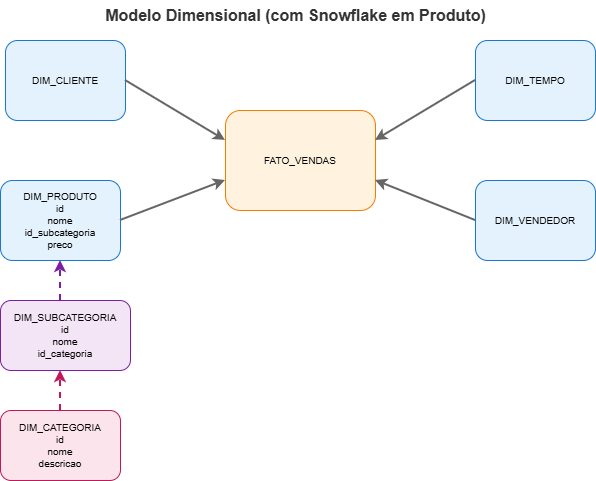 Modelo Dimensional (com Snowflake em Produto)
DIM_CLIENTE
DIM_TEMPO
FATO_VENDAS
DIM_PRODUTO
id
nome
id_subcategoria
preco
DIM_VENDEDOR
DIM_SUBCATEGORIA
id
nome
id_categoria
DIM_CATEGORIA
id
nome
descricao